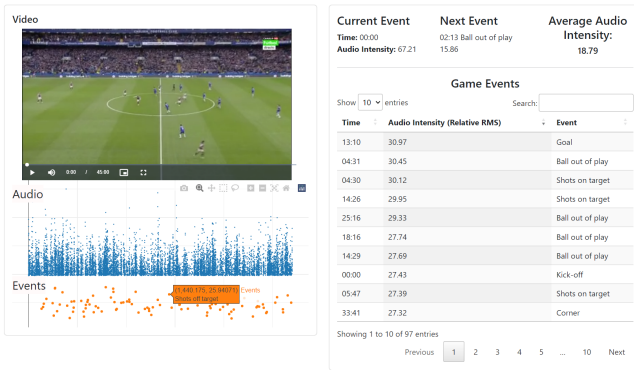 Video
0:00 / 45:00
Audio
Events
(1,440.175, 25.84071) Events
Shots off target
Current Event
Time: 00:00
Audio Intensity: 67.21
Next Event
02:13 Ball out of play
15.86
Average Audio
Intensity:
18.79
Game Events
Show 10 entries
Search:
Time Audio Intensity (Relative RMS) Event
13:10 30.97 Goal
04:31 30.45 Ball out of play
04:30 30.12 Shots on target
14:26 29.95 Shots on target
25:16 29.33 Ball out of play
18:16 27.74 Ball out of play
14:29 27.69 Ball out of play
00:00 27.43 Kick-off
05:47 27.39 Shots on target
33:41 27.32 Corner
Showing 1 to 10 of 97 entries
Previous 1 2 3 4 5 ... 10 Next